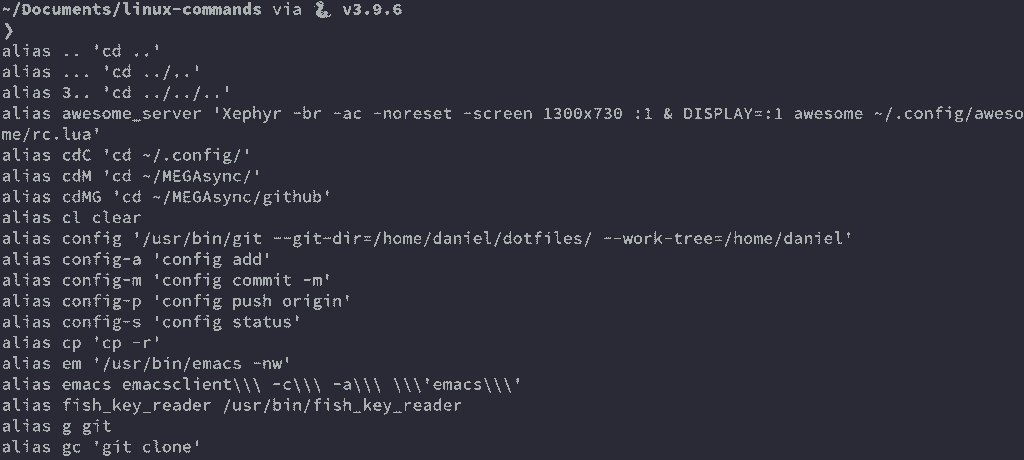 ~/Documents/linux-commands via 🐍 v3.9.6
❯
alias .. 'cd ..'
alias ... 'cd ../..'
alias 3.. 'cd ../../..'
alias awesome_server 'Xephyr -br -ac -noreset -screen 1300x730 :1 & DISPLAY=:1 awesome ~/.config/aweso
me/rc.lua'
alias cdC 'cd ~/.config/'
alias cdM 'cd ~/MEGAsync/'
alias cdMG 'cd ~/MEGAsync/github'
alias cl clear
alias config '/usr/bin/git --git-dir=/home/daniel/dotfiles/ --work-tree=/home/daniel'
alias config-a 'config add'
alias config-m 'config commit -m'
alias config-p 'config push origin'
alias config-s 'config status'
alias cp 'cp -r'
alias em '/usr/bin/emacs -nw'
alias emacs emacsclient\\\ -c\\\ -a\\\ \\\'emacs\\\'
alias fish_key_reader /usr/bin/fish_key_reader
alias g git
alias gc 'git clone'